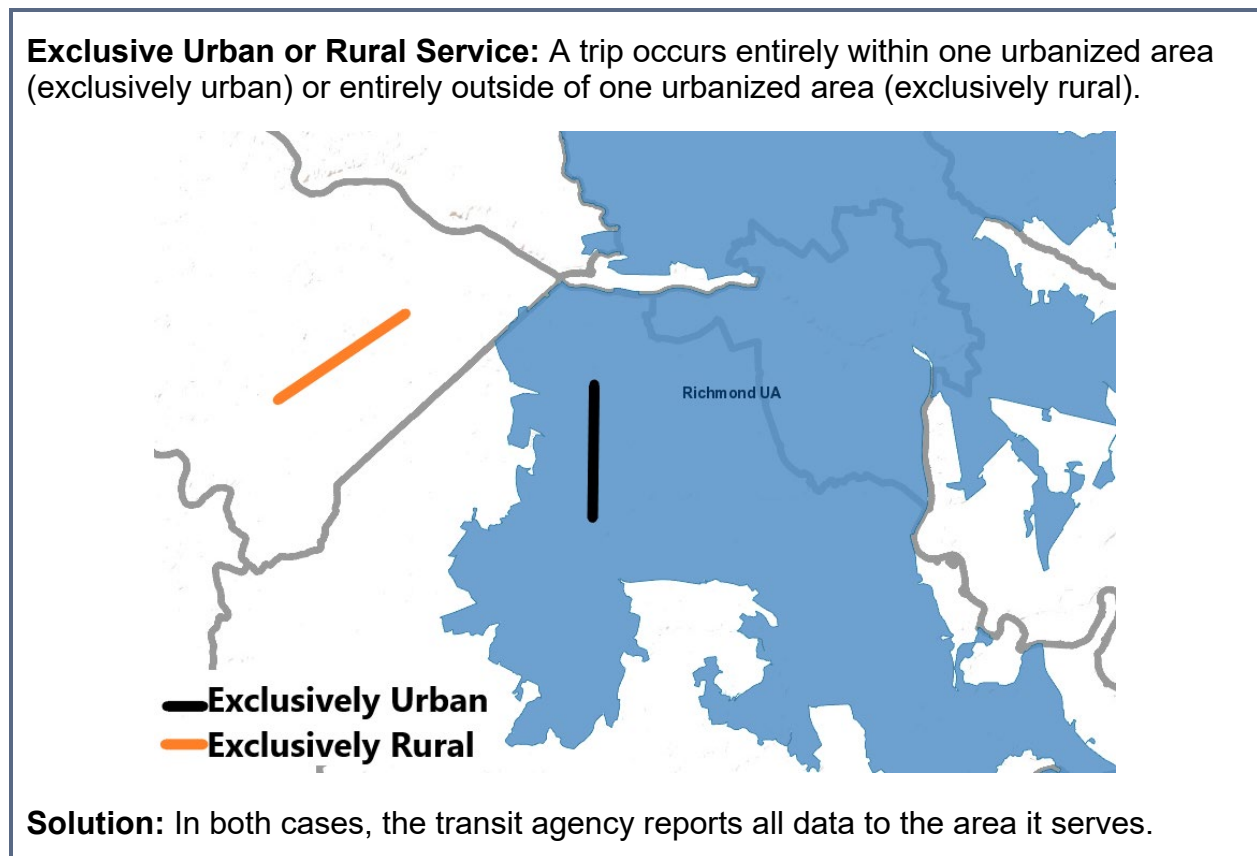 Exclusive Urban or Rural Service: A trip occurs entirely within one urbanized area
(exclusively urban) or entirely outside of one urbanized area (exclusively rural).
Richmond UA
Exclusively Urban
Exclusively Rural
Solution: In both cases, the transit agency reports all data to the area it serves.